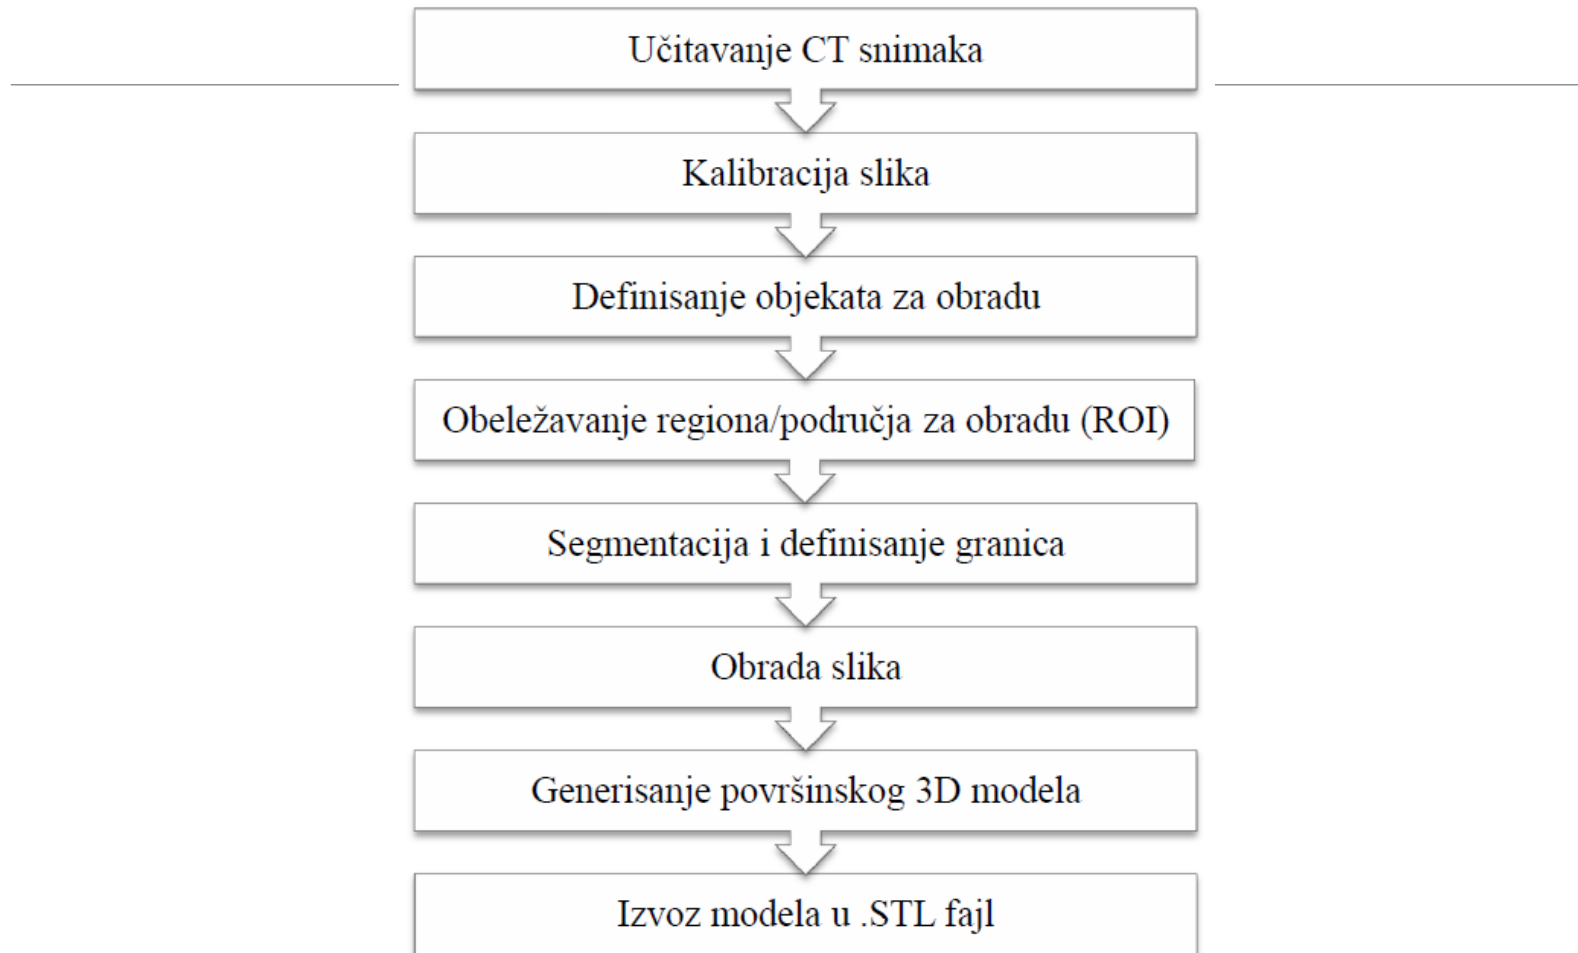 Učitavanje CT snimaka
Kalibracija slika
Definisanje objekata za obradu
Obeležavanje regiona/područja za obradu (ROI)
Segmentacija i definisanje granica
Obrada slika
Generisanje površinskog 3D modela
Izvoz modela u .STL fajl